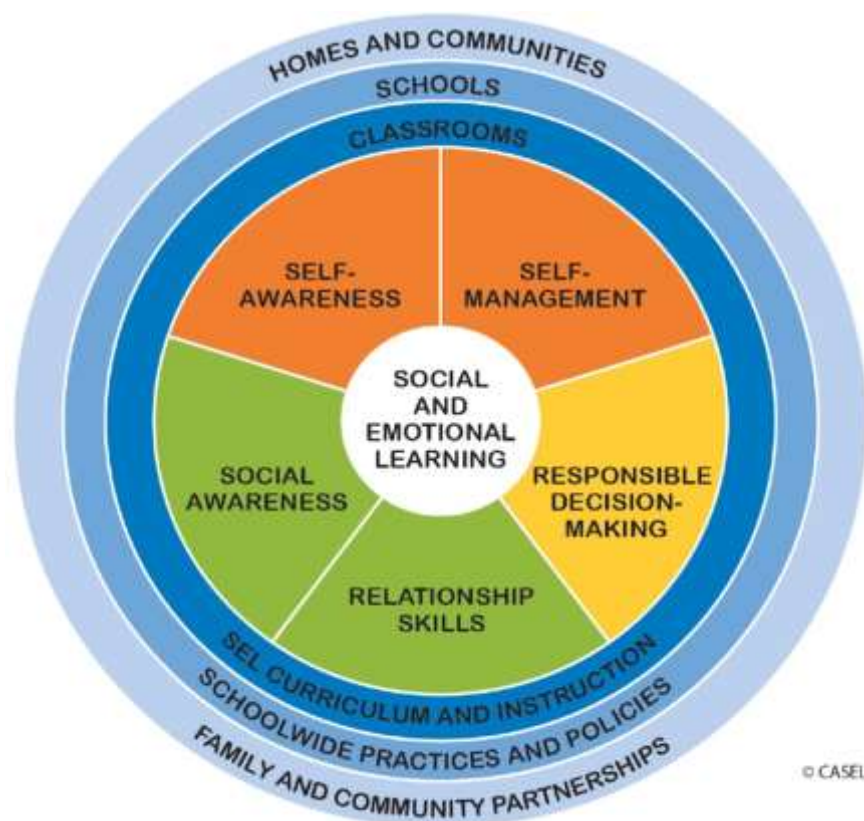 HOMES AND COMMUNITIES
SCHOOLS
CLASSROOMS
SELF-
AWARENESS
SELF-
MANAGEMENT
SOCIAL
AND
EMOTIONAL
LEARNING
SOCIAL
AWARENESS
RESPONSIBLE
DECISION-
MAKING
RELATIONSHIP
SKILLS
SEL CURRICULUM AND INSTRUCTION
SCHOOLWIDE PRACTICES AND POLICIES
FAMILY AND COMMUNITY PARTNERSHIPS
© CASEL